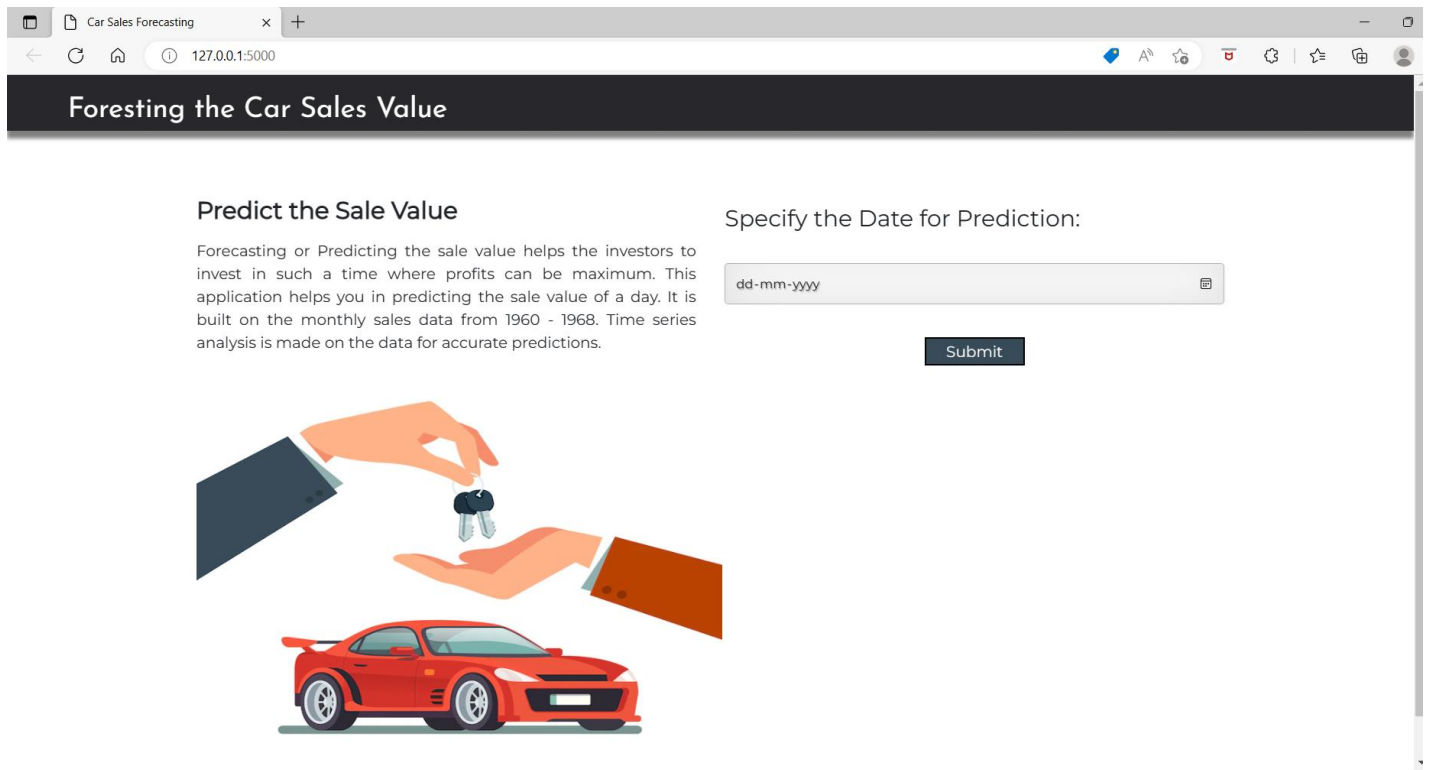 Car Sales Forecasting
127.0.0.1:5000
Foresting the Car Sales Value
Predict the Sale Value
Forecasting or Predicting the sale value helps the investors to
invest in such a time where profits can be maximum. This
application helps you in predicting the sale value of a day. It is
built on the monthly sales data from 1960 - 1968. Time series
analysis is made on the data for accurate predictions.
Specify the Date for Prediction:
dd-mm-yyyy
Submit